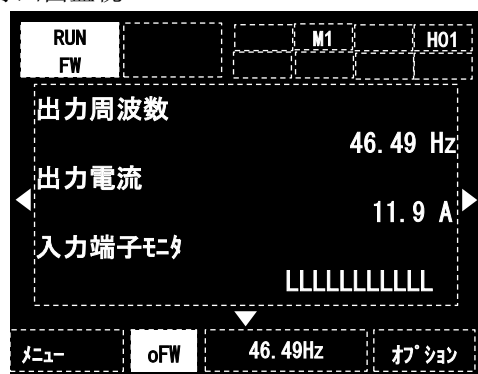 RUN
FW
M1
H01
出力周波数
46.49 Hz
出力電流
11.9 A
入力端子ﾓﾆﾀ
LLLLLLLLLLL
ﾒﾆｭｰ
oFW
46.49Hz
ｵﾌﾟｼｮﾝ